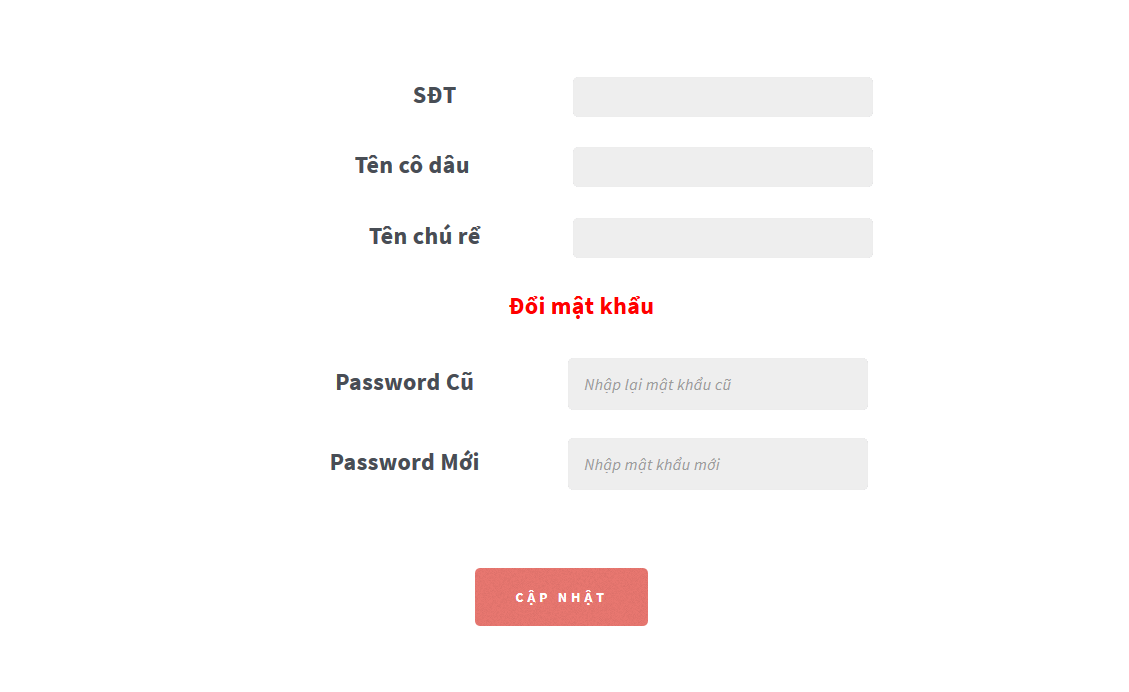 SĐT
Tên cô dâu
Tên chú rể
Đổi mật khẩu
Password Cũ
Nhập lại mật khẩu cũ
Password Mới
Nhập mật khẩu mới
CẬP NHẬT